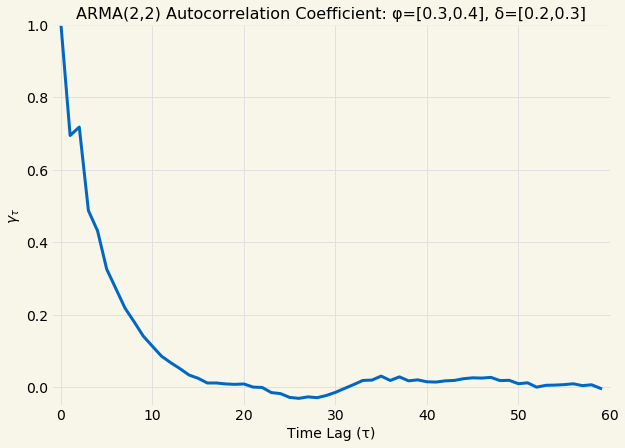 ARMA(2,2) Autocorrelation Coefficient: φ=[0.3,0.4], δ=[0.2,0.3]
1.0
0.8
0.6
γτ
0.4
0.2
0.0
0 10 20 30 40 50 60
Time Lag (τ)